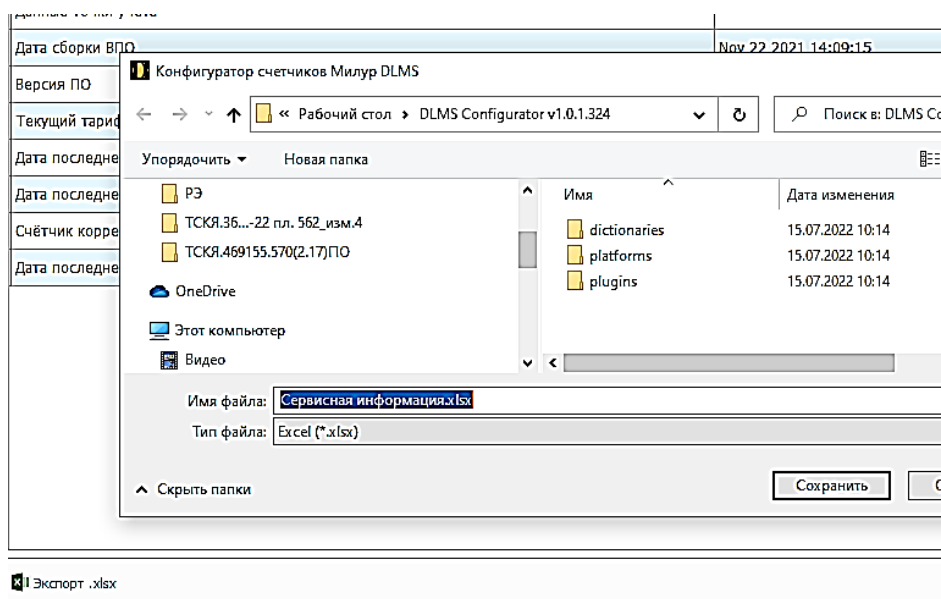 Данные точки учёта
Дата сборки ВПО Nov 22 2021 14:09:15
Конфигуратор счетчиков Милур DLMS
Версия ПО
« Рабочий стол › DLMS Configurator v1.0.1.324 Поиск в: DLMS Co
Текущий тариф
Дата последне Упорядочить Новая папка
Дата последне РЭ Имя Дата изменения
ТСКЯ.36...-22 пл. 562_изм.4 dictionaries 15.07.2022 10:14
Счётчик корре
ТСКЯ.469155.570(2.17)ПО platforms 15.07.2022 10:14
Дата последне
plugins 15.07.2022 10:14
OneDrive
Этот компьютер
Видео
Имя файла: Сервисная информация.xlsx
Тип файла: Excel (*.xlsx)
Скрыть папки Сохранить
Экспорт .xlsx